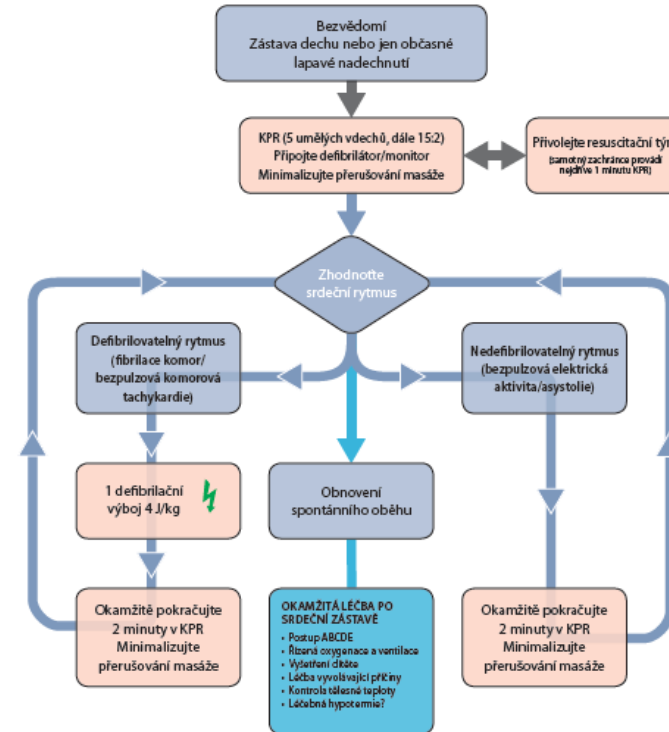 Bezvědomí
Zástava dechu nebo jen občasné
lapavé nadechnutí
KPR (5 umělých vdechů, dále 15:2)
Připojte defibrilátor/monitor
Minimalizujte přerušování masáže
Přivolejte resuscitační
(samotný zachránce provádí
nejdříve 1 minutu KPR)
Zhodnoťte
srdeční rytmus
Defibrilovatelný rytmus
(fibrilace komor/
bezpulzová komorová
tachykardie)
Nedefibrilovatelný rytmus
(bezpulzová elektrická
aktivita/asystolie)
1 defibrilační
výboj 4 J/kg
Obnovení
spontánního oběhu
Okamžitě pokračujte
2 minuty v KPR
Minimalizujte
přerušování masáže
OKAMŽITÁ LÉČBA PO
SRDEČNÍ ZÁSTAVĚ
• Postup ABCDE
• Řízená oxygenace a ventilace
• Vyšetření dítěte
• Léčba vyvolávající příčiny
• Kontrola tělesné teploty
• Léčebná hypotermie?
Okamžitě pokračujte
2 minuty v KPR
Minimalizujte
přerušování masáže